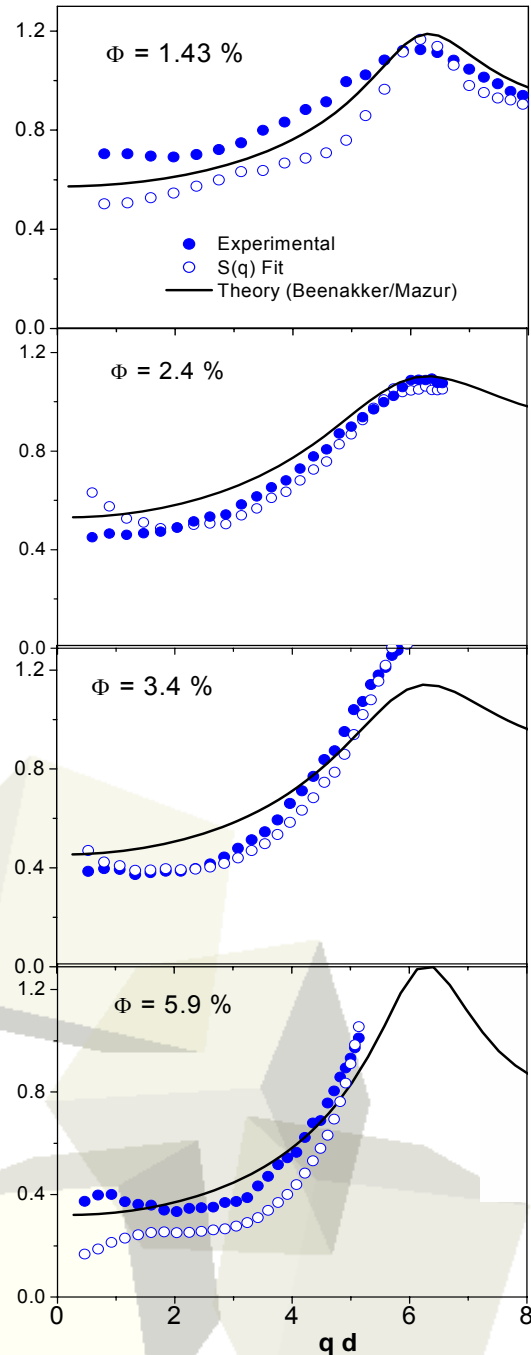 1.2
Φ = 1.43 %
0.8
0.4
Experimental
S(q) Fit
Theory (Beenakker/Mazur)
0.0
1.2
Φ = 2.4 %
0.8
0.4
0.0
1.2
Φ = 3.4 %
0.8
0.4
0.0
1.2
Φ = 5.9 %
0.8
0.4
0.0
0 2 4 6 8
q d